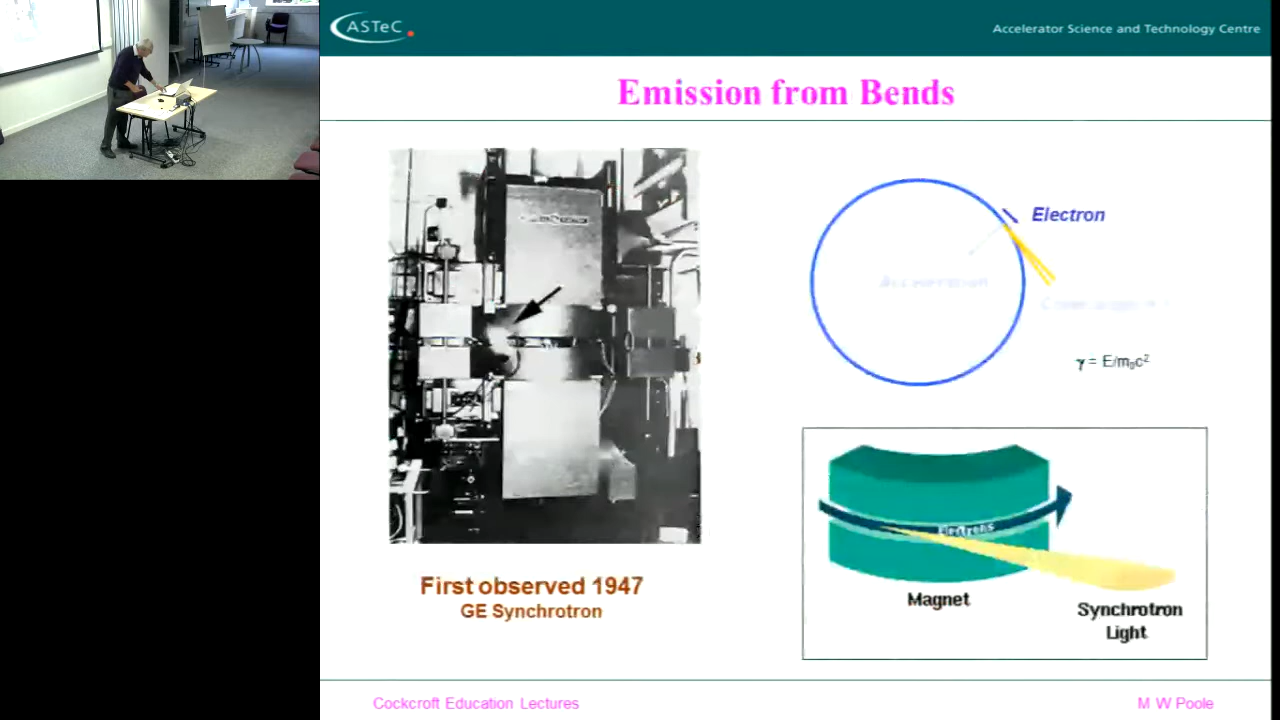 ASTeC
Accelerator Science and Technology Centre
Emission from Bends
Electron
Acceleration
γ = E/m₀c²
Electrons
Magnet
Synchrotron
Light
First observed 1947
GE Synchrotron
Cockcroft Education Lectures
M W Poole